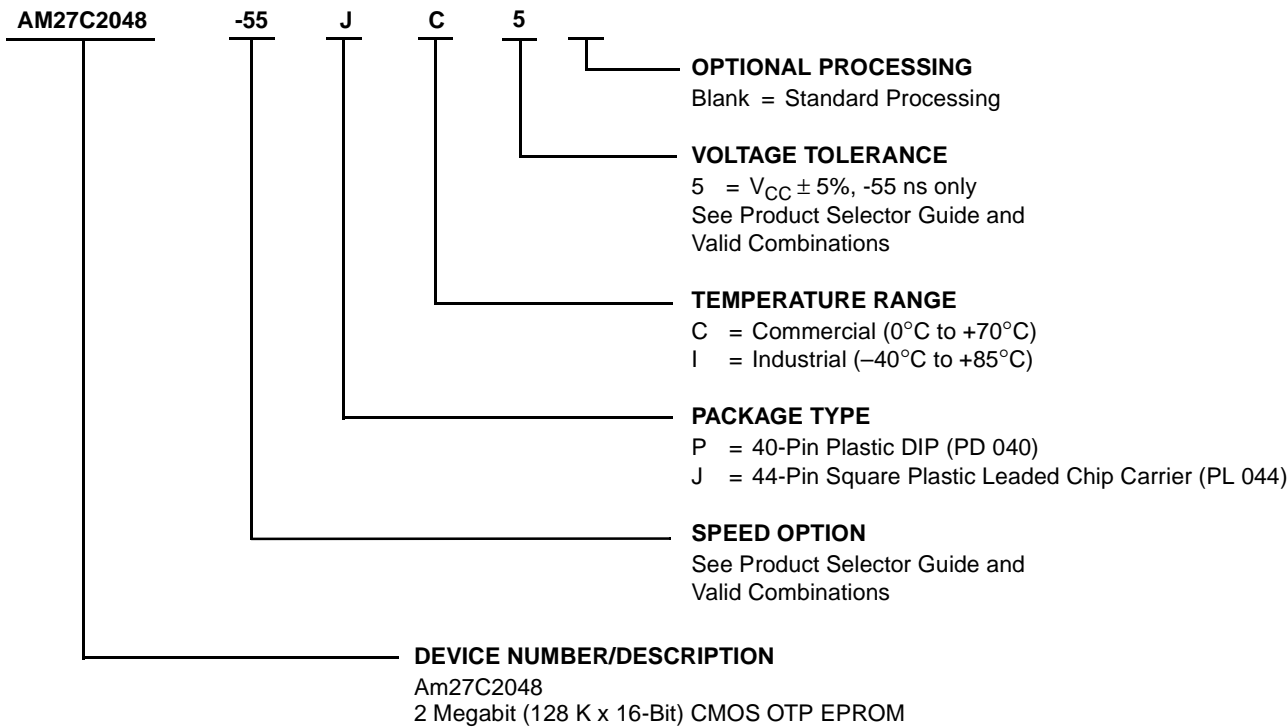 AM27C2048 -55 J C 5
OPTIONAL PROCESSING
Blank = Standard Processing
VOLTAGE TOLERANCE
5 = VCC ± 5%, -55 ns only
See Product Selector Guide and
Valid Combinations
TEMPERATURE RANGE
C = Commercial (0°C to +70°C)
I = Industrial (–40°C to +85°C)
PACKAGE TYPE
P = 40-Pin Plastic DIP (PD 040)
J = 44-Pin Square Plastic Leaded Chip Carrier (PL 044)
SPEED OPTION
See Product Selector Guide and
Valid Combinations
DEVICE NUMBER/DESCRIPTION
Am27C2048
2 Megabit (128 K x 16-Bit) CMOS OTP EPROM